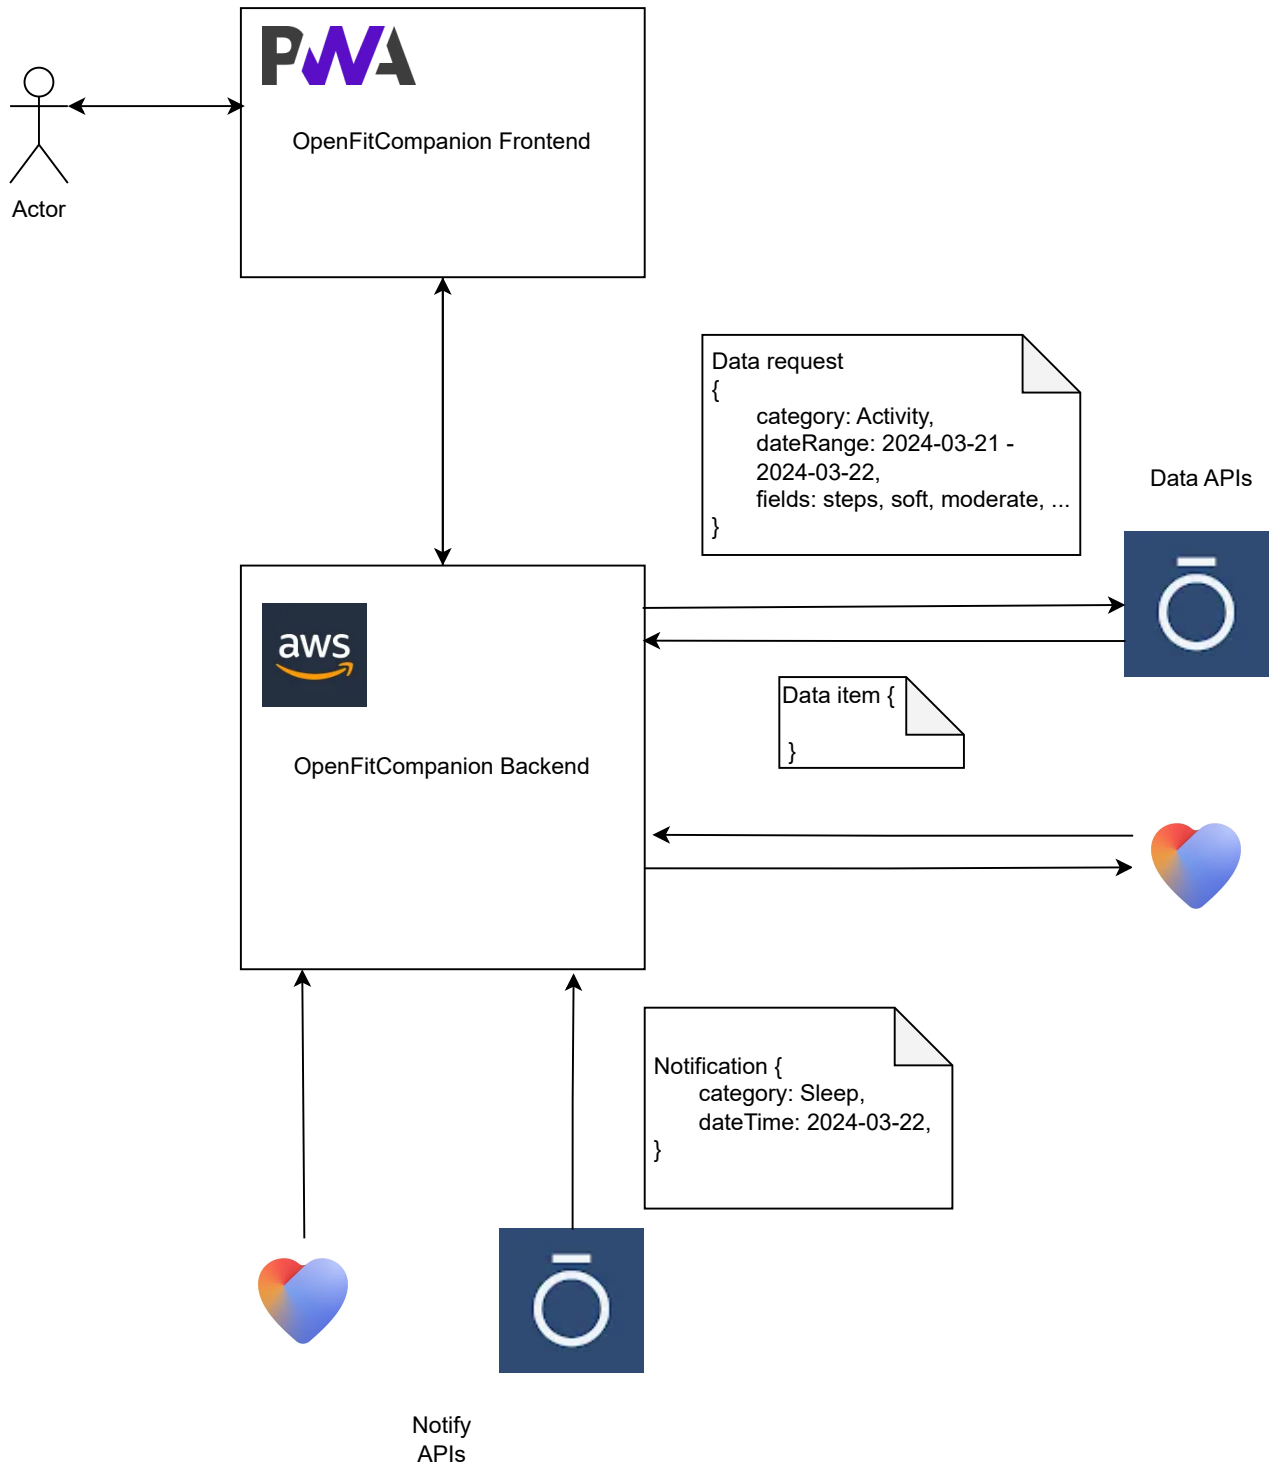 PWA
OpenFitCompanion Frontend
Actor
Data request
{
category: Activity,
dateRange: 2024-03-21 -
2024-03-22,
fields: steps, soft, moderate, ...
}
Data APIs
aws
OpenFitCompanion Backend
Data item {
}
Notification {
category: Sleep,
dateTime: 2024-03-22,
}
Notify
APIs